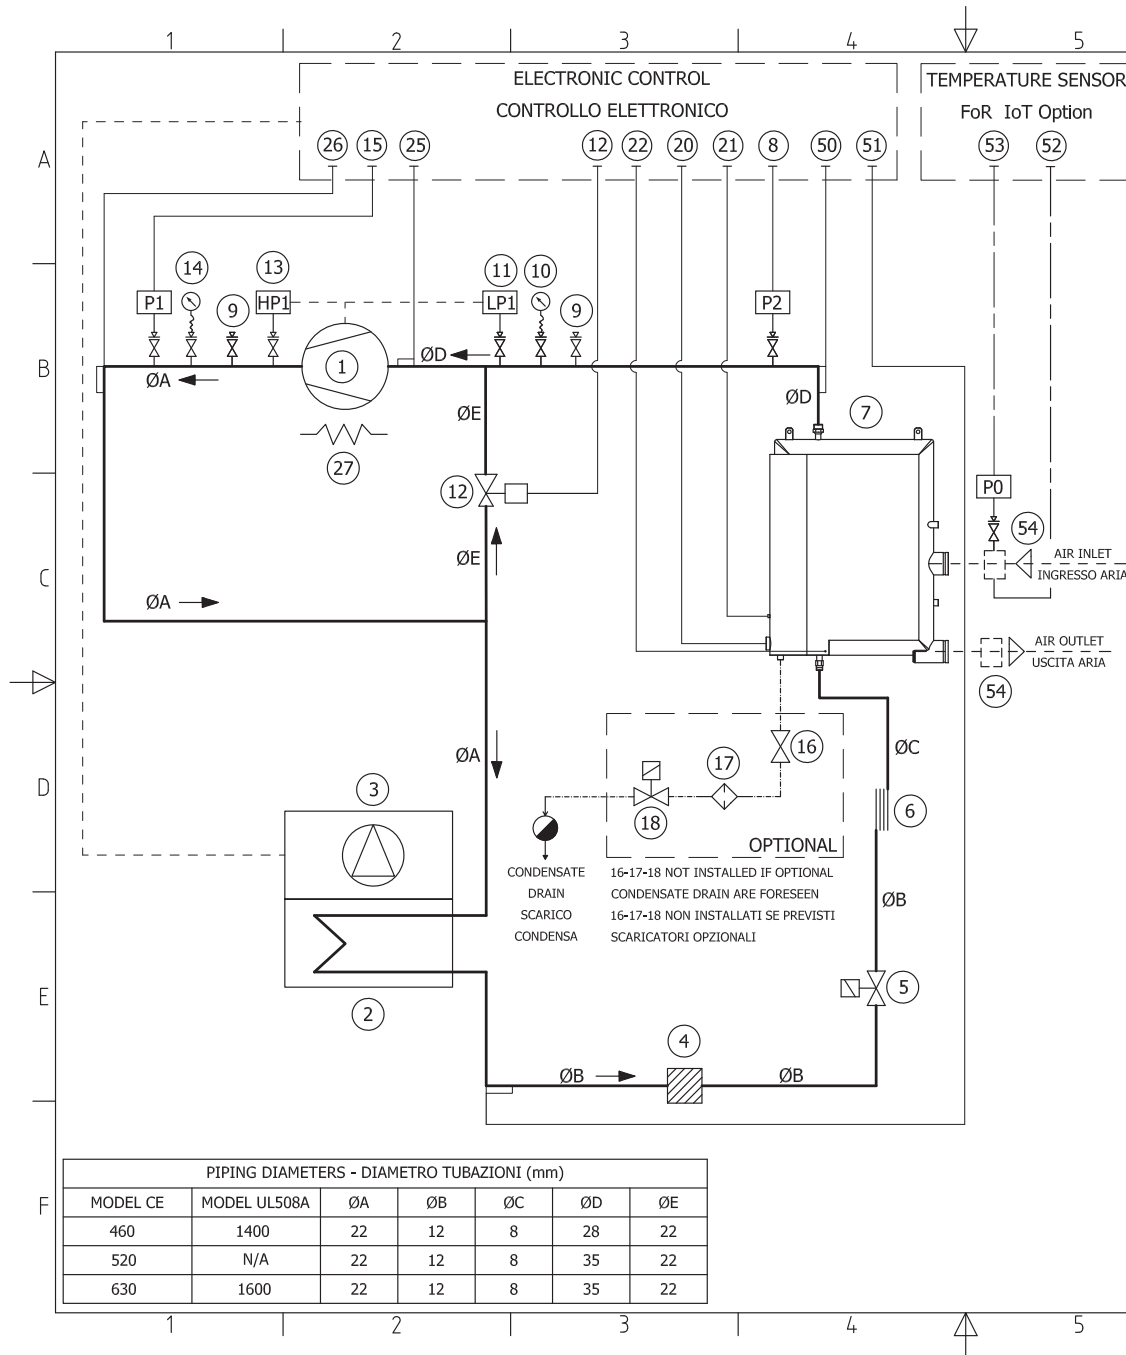 1 2 3 4 5
ELECTRONIC CONTROL
CONTROLLO ELETTRONICO
26 15 25 12 22 20 21 8 50 51
TEMPERATURE SENSOR
FoR IoT Option
53 52
A
14 13 11 10
P1 9 HP1 LP1 9 P2
B
1
ØD
ØA
ØE
ØD
7
27
12
P0
54
AIR INLET
INGRESSO ARIA
C
ØE
ØA
AIR OUTLET
USCITA ARIA
54
ØA
16
ØC
17
D
3
18
6
OPTIONAL
CONDENSATE
DRAIN
SCARICO
CONDENSA
16-17-18 NOT INSTALLED IF OPTIONAL
CONDENSATE DRAIN ARE FORESEEN
16-17-18 NON INSTALLATI SE PREVISTI
SCARICATORI OPZIONALI
ØB
E
5
2
4
ØB ØB
F
PIPING DIAMETERS - DIAMETRO TUBAZIONI (mm)
MODEL CE MODEL UL508A ØA ØB ØC ØD ØE
460 1400 22 12 8 28 22
520 N/A 22 12 8 35 22
630 1600 22 12 8 35 22
1 2 3 4 5